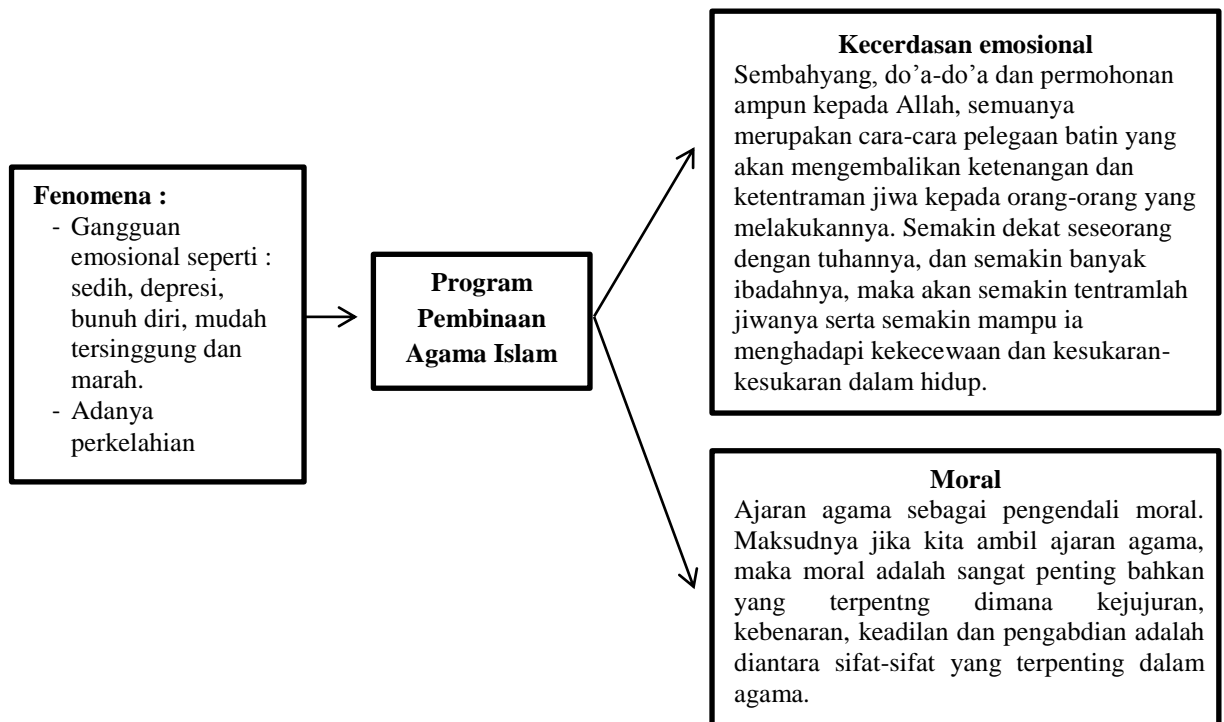 Fenomena :
- Gangguan
emosional seperti :
sedih, depresi,
bunuh diri, mudah
tersinggung dan
marah.
- Adanya
perkelahian
Program
Pembinaan
Agama Islam
Kecerdasan emosional
Sembahyang, do’a-do’a dan permohonan
ampun kepada Allah, semuanya
merupakan cara-cara pelegaan batin yang
akan mengembalikan ketenangan dan
ketentraman jiwa kepada orang-orang yang
melakukannya. Semakin dekat seseorang
dengan tuhannya, dan semakin banyak
ibadahnya, maka akan semakin tentramlah
jiwanya serta semakin mampu ia
menghadapi kekecewaan dan kesukaran-
kesukaran dalam hidup.
Moral
Ajaran agama sebagai pengendali moral.
Maksudnya jika kita ambil ajaran agama,
maka moral adalah sangat penting bahkan
yang terpentng dimana kejujuran,
kebenaran, keadilan dan pengabdian adalah
diantara sifat-sifat yang terpenting dalam
agama.